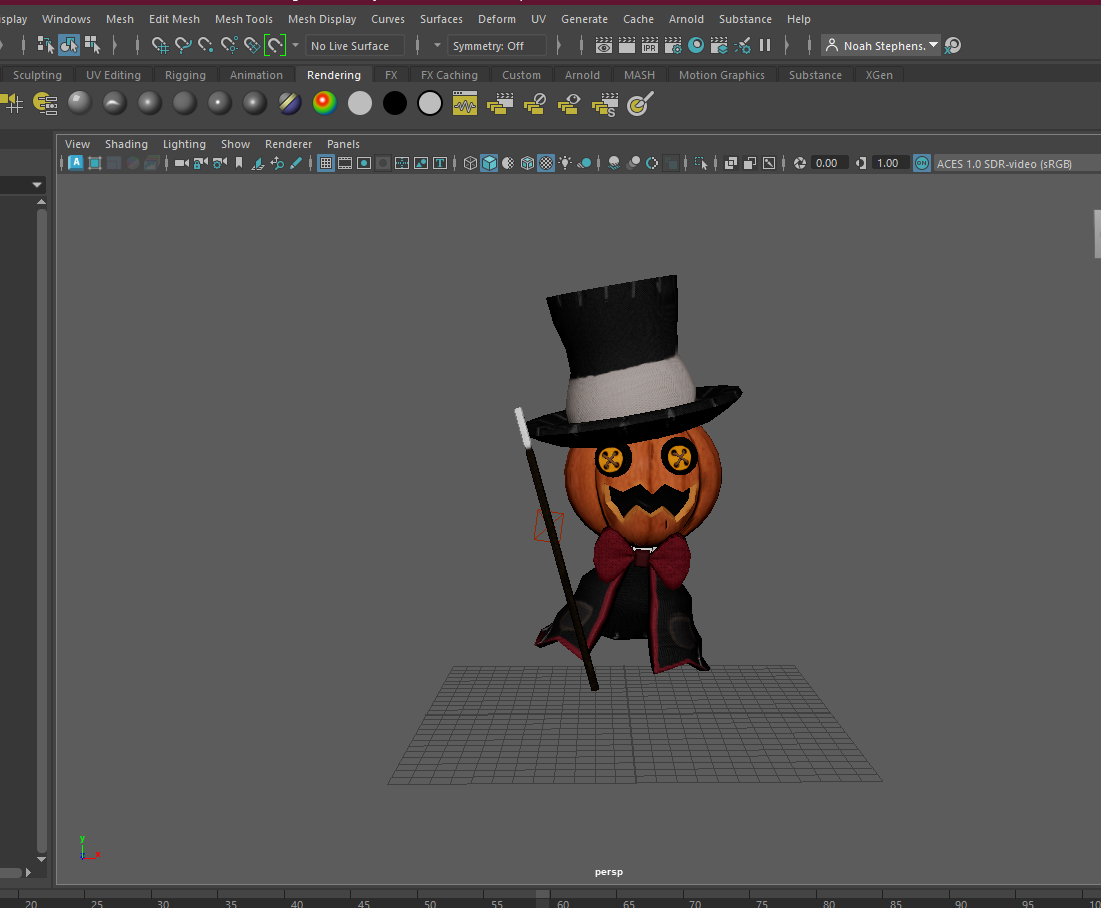 splay Windows Mesh Edit Mesh Mesh Tools Mesh Display Curves Surfaces Deform UV Generate Cache Arnold Substance Help
No Live Surface Symmetry: Off IPR Noah Stephens.
Sculpting UV Editing Rigging Animation Rendering FX FX Caching Custom Arnold MASH Motion Graphics Substance XGen
S
View Shading Lighting Show Renderer Panels
A T 0.00 1.00 ON ACES 1.0 SDR-video (sRGB)
y
x
persp
20 25 30 35 40 45 50 55 60 65 70 75 80 85 90 95 10